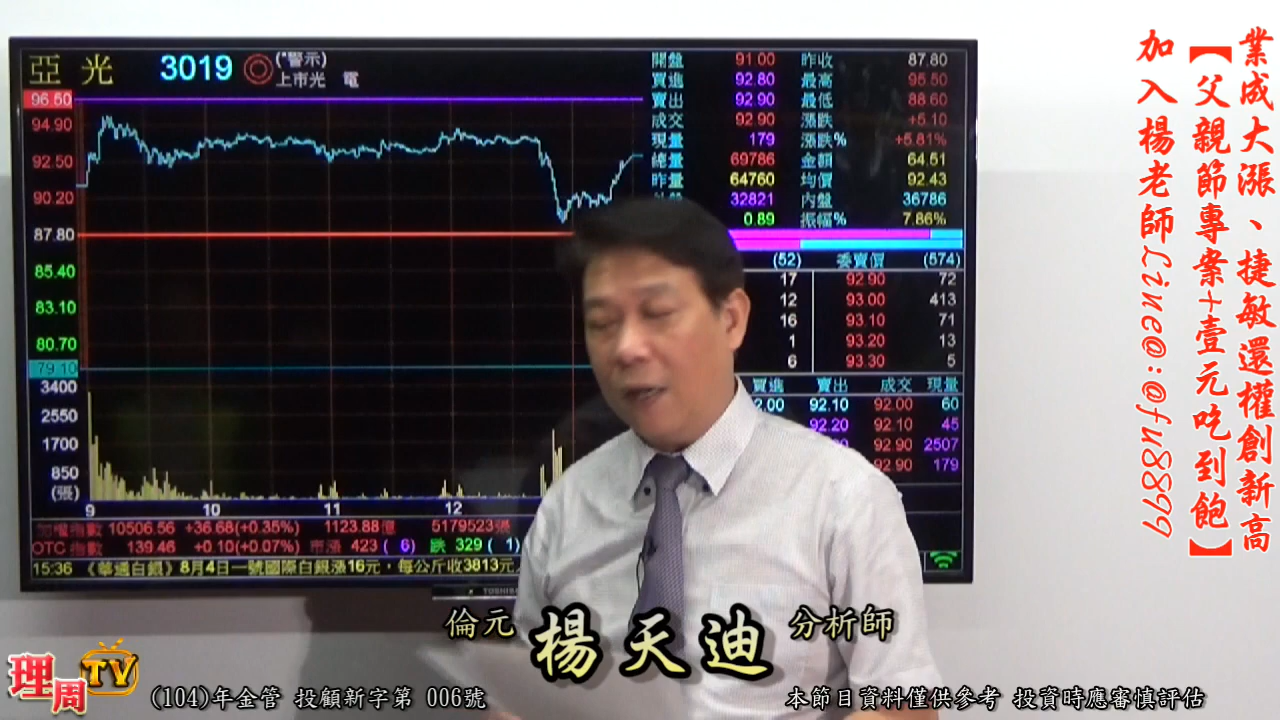 亞光 3019 ◎ (*警示)
上市光 電
96.50
94.90
92.50
90.20
87.80
85.40
83.10
80.70
79.10
3400
2550
1700
850
(張)
9 10 11 12
開盤 91.00 昨收 87.80
買進 92.80 最高 95.50
賣出 92.90 最低 88.60
成交 92.90 漲跌 +5.10
現量 179 漲跌% +5.81%
總量 69786 金額 64.51
昨量 64760 均價 92.43
32821 內盤 36786
0.89 振幅% 7.86%
(52) 委賣價 (574)
17 92.90 72
12 93.00 413
16 93.10 71
1 93.20 13
6 93.30 5
買進 賣出 成交 現量
2.00 92.10 92.00 60
92.20 92.10 45
92.90 2507
92.90 179
指數 10506.56 +36.68(+0.35%) 1123.88億 5179523張
OTC 指數 139.46 +0.10(+0.07%) 市漲 423 ( 6) 跌 329 ( 1)
15:36 《華通白銀》8月4日一號國際白銀漲16元，每公斤收3813元
TOSHIBA
業成大漲、捷敏還權創新高
【父親節專案+壹元吃到飽】
加入楊老師Line@:@fu8899
倫元 楊天迪 分析師
理周TV
(104)年金管 投顧新字第 006號
本節目資料僅供參考 投資時應審慎評估